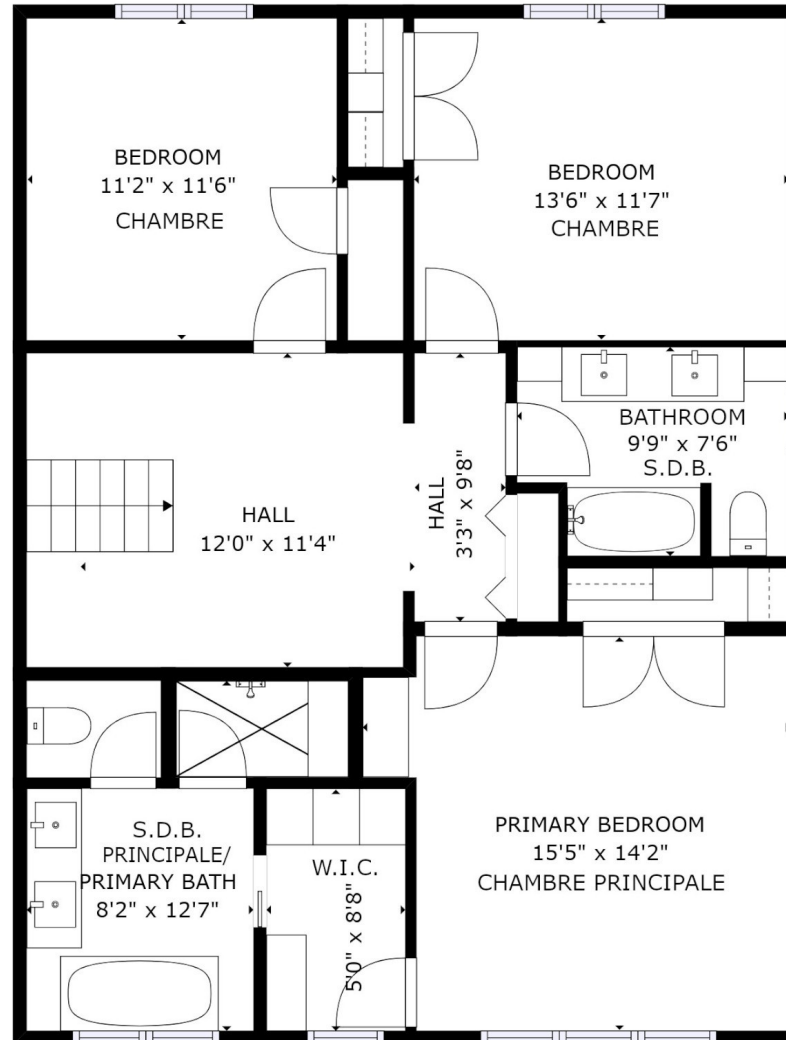 BEDROOM
11'2" x 11'6"
CHAMBRE
BEDROOM
13'6" x 11'7"
CHAMBRE
BATHROOM
9'9" x 7'6"
S.D.B.
HALL
12'0" x 11'4"
HALL
3'3" x 9'8"
S.D.B.
PRINCIPALE/
PRIMARY BATH
8'2" x 12'7"
W.I.C.
5'0" x 8'8"
PRIMARY BEDROOM
15'5" x 14'2"
CHAMBRE PRINCIPALE